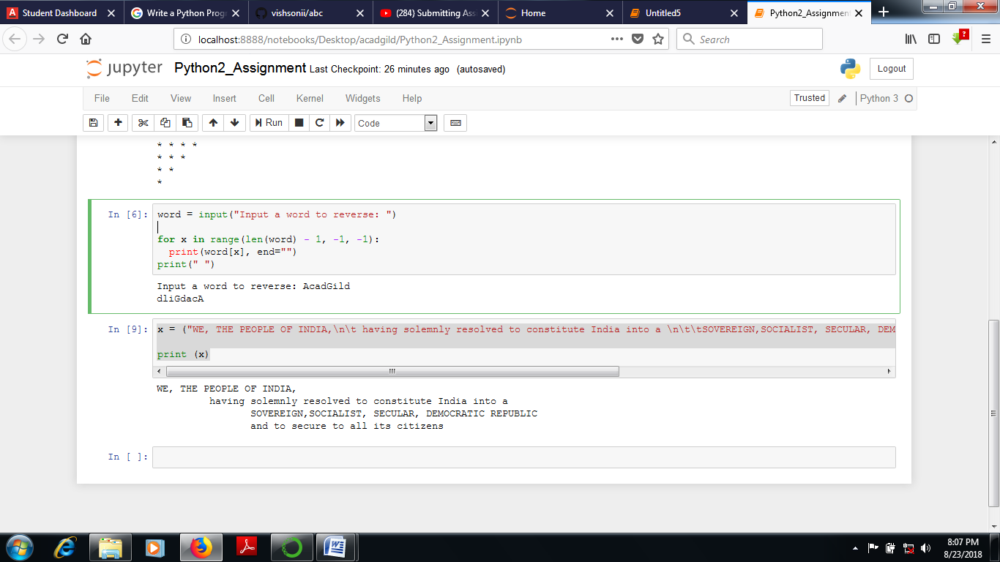 Student Dashboard
Write a Python Prog
vishsonii/abc
(284) Submitting Ass
Home
Untitled5
Python2_Assignment
localhost:8888/notebooks/Desktop/acadgild/Python2_Assignment.ipynb
Search
jupyter Python2_Assignment Last Checkpoint: 26 minutes ago (autosaved)
Logout
File Edit View Insert Cell Kernel Widgets Help
Trusted
Python 3
Run
Code
* * * *
* * *
* *
*
In [6]: word = input("Input a word to reverse: ")
for x in range(len(word) - 1, -1, -1):
  print(word[x], end="")
print(" ")
Input a word to reverse: AcadGild
dliGdacA
In [9]: x = ("WE, THE PEOPLE OF INDIA,\n\t having solemnly resolved to constitute India into a \n\t\tSOVEREIGN,SOCIALIST, SECULAR, DEM
print (x)
WE, THE PEOPLE OF INDIA,
         having solemnly resolved to constitute India into a
                SOVEREIGN,SOCIALIST, SECULAR, DEMOCRATIC REPUBLIC
                and to secure to all its citizens
In [ ]:
8:07 PM
8/23/2018